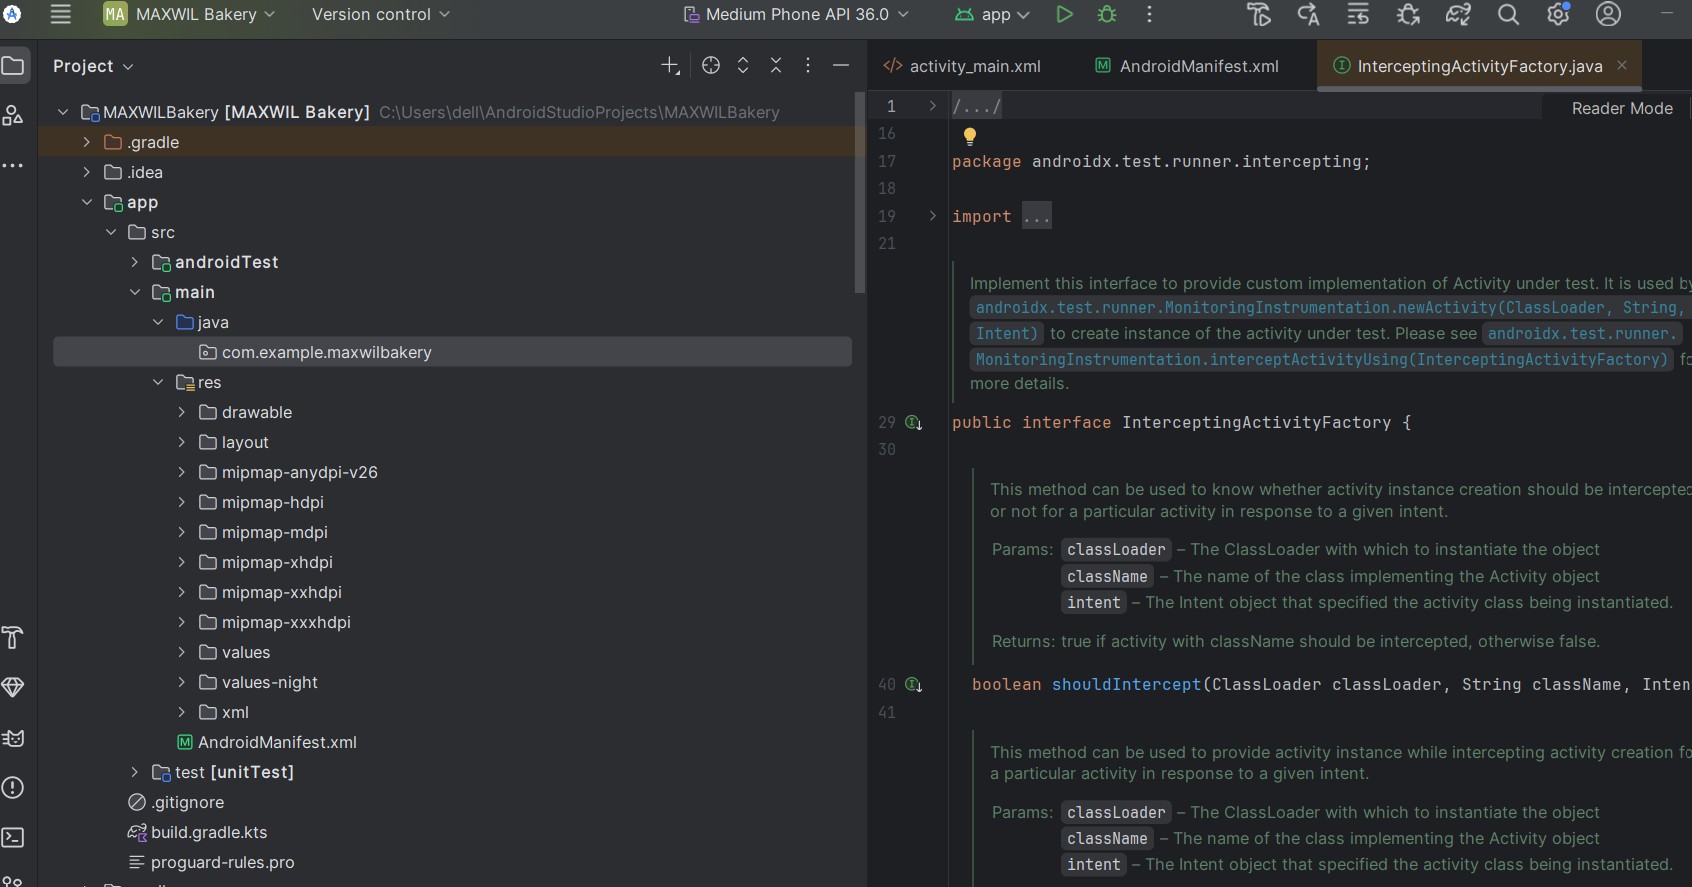 MA MAXWIL Bakery Version control Medium Phone API 36.0 app
Project
MAXWILBakery [MAXWIL Bakery] C:\Users\dell\AndroidStudioProjects\MAXWILBakery
.gradle
.idea
app
src
androidTest
main
java
com.example.maxwilbakery
res
drawable
layout
mipmap-anydpi-v26
mipmap-hdpi
mipmap-mdpi
mipmap-xhdpi
mipmap-xxhdpi
mipmap-xxxhdpi
values
values-night
xml
AndroidManifest.xml
test [unitTest]
.gitignore
build.gradle.kts
proguard-rules.pro
activity_main.xml AndroidManifest.xml InterceptingActivityFactory.java
1 /.../ Reader Mode
16
17 package androidx.test.runner.intercepting;
18
19 import ...
21
Implement this interface to provide custom implementation of Activity under test. It is used by
androidx.test.runner.MonitoringInstrumentation.newActivity(ClassLoader, String,
Intent) to create instance of the activity under test. Please see androidx.test.runner.
MonitoringInstrumentation.interceptActivityUsing(InterceptingActivityFactory) fo
more details.
29 public interface InterceptingActivityFactory {
30
This method can be used to know whether activity instance creation should be intercepted
or not for a particular activity in response to a given intent.
Params: classLoader – The ClassLoader with which to instantiate the object
className – The name of the class implementing the Activity object
intent – The Intent object that specified the activity class being instantiated.
Returns: true if activity with className should be intercepted, otherwise false.
40 boolean shouldIntercept(ClassLoader classLoader, String className, Inten
41
This method can be used to provide activity instance while intercepting activity creation fo
a particular activity in response to a given intent.
Params: classLoader – The ClassLoader with which to instantiate the object
className – The name of the class implementing the Activity object
intent – The Intent object that specified the activity class being instantiated.